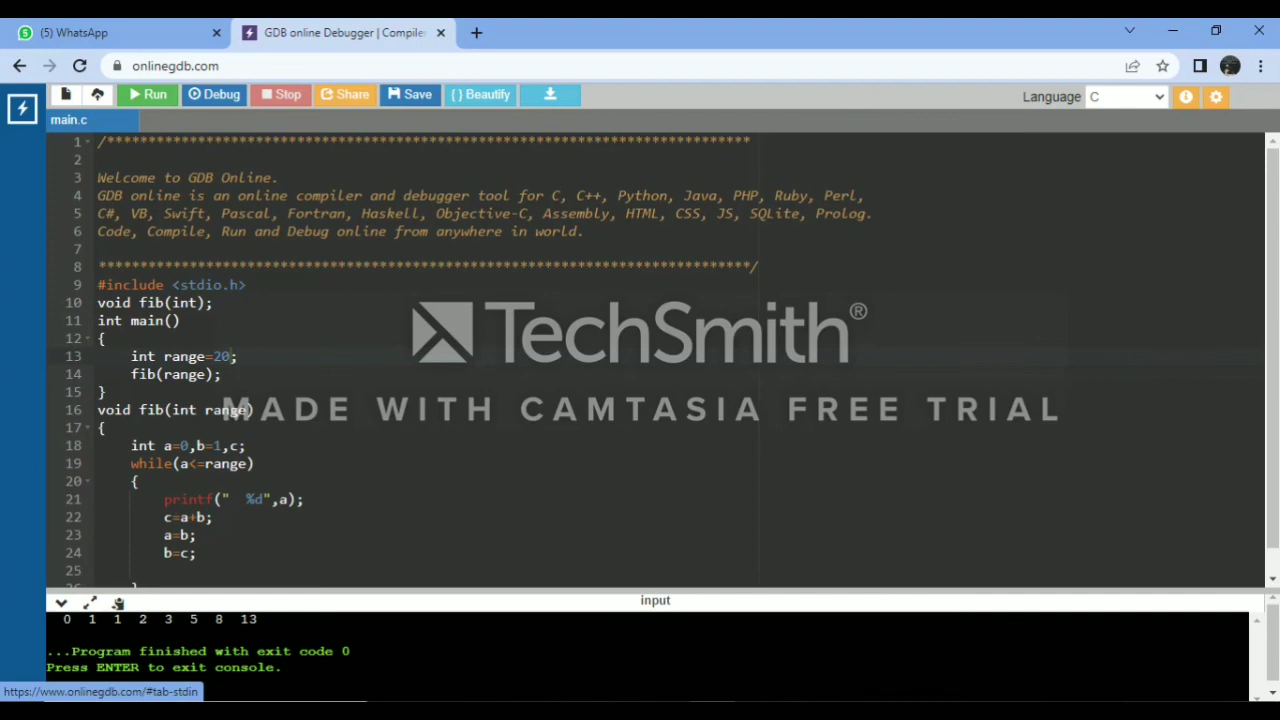 5 (5) WhatsApp GDB online Debugger | Compiler
onlinegdb.com
Run Debug Stop Share Save { } Beautify Language C
main.c
1 /******************************************************************************
2
3 Welcome to GDB Online.
4 GDB online is an online compiler and debugger tool for C, C++, Python, Java, PHP, Ruby, Perl,
5 C#, VB, Swift, Pascal, Fortran, Haskell, Objective-C, Assembly, HTML, CSS, JS, SQLite, Prolog.
6 Code, Compile, Run and Debug online from anywhere in world.
7
8 *******************************************************************************/
9 #include <stdio.h>
10 void fib(int);
11 int main()
12 {
13 int range=20;
14 fib(range);
15 }
16 void fib(int range)
17 {
18 int a=0,b=1,c;
19 while(a<=range)
20 {
21 printf("  %d",a);
22 c=a+b;
23 a=b;
24 b=c;
25
26 }
TechSmith®
MADE WITH CAMTASIA FREE TRIAL
input
0 1 1 2 3 5 8 13
...Program finished with exit code 0
Press ENTER to exit console.
https://www.onlinegdb.com/#tab-stdin